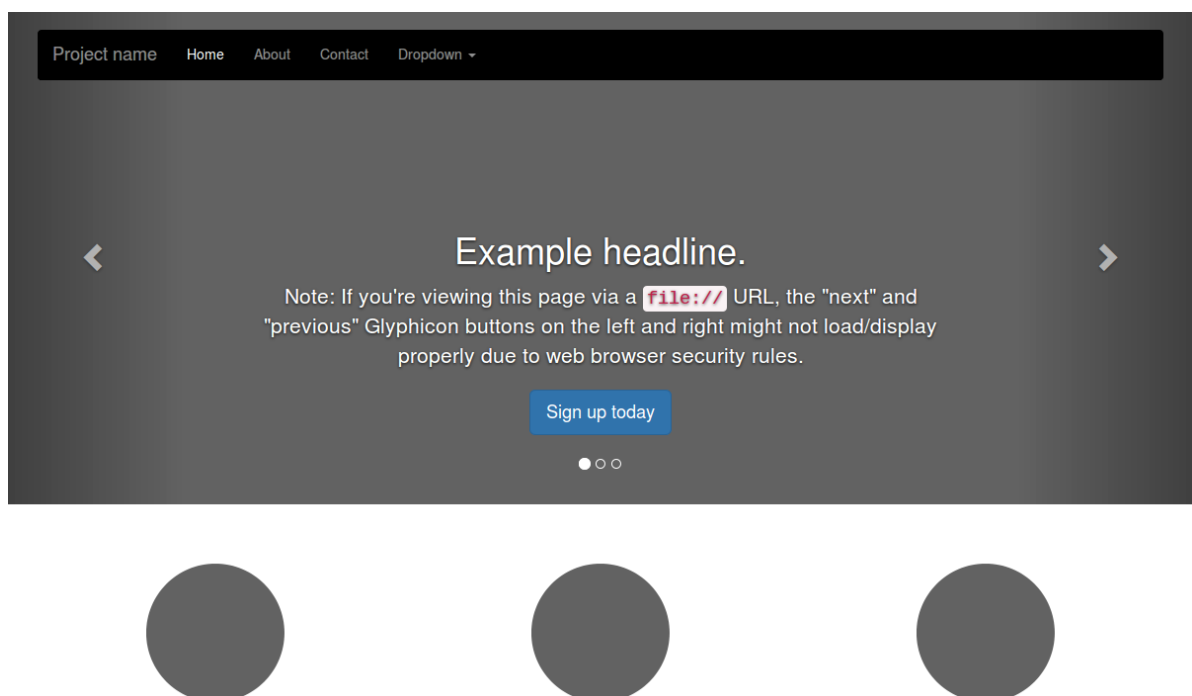 Project name Home About Contact Dropdown
Example headline.
Note: If you're viewing this page via a file:// URL, the "next" and
"previous" Glyphicon buttons on the left and right might not load/display
properly due to web browser security rules.
Sign up today